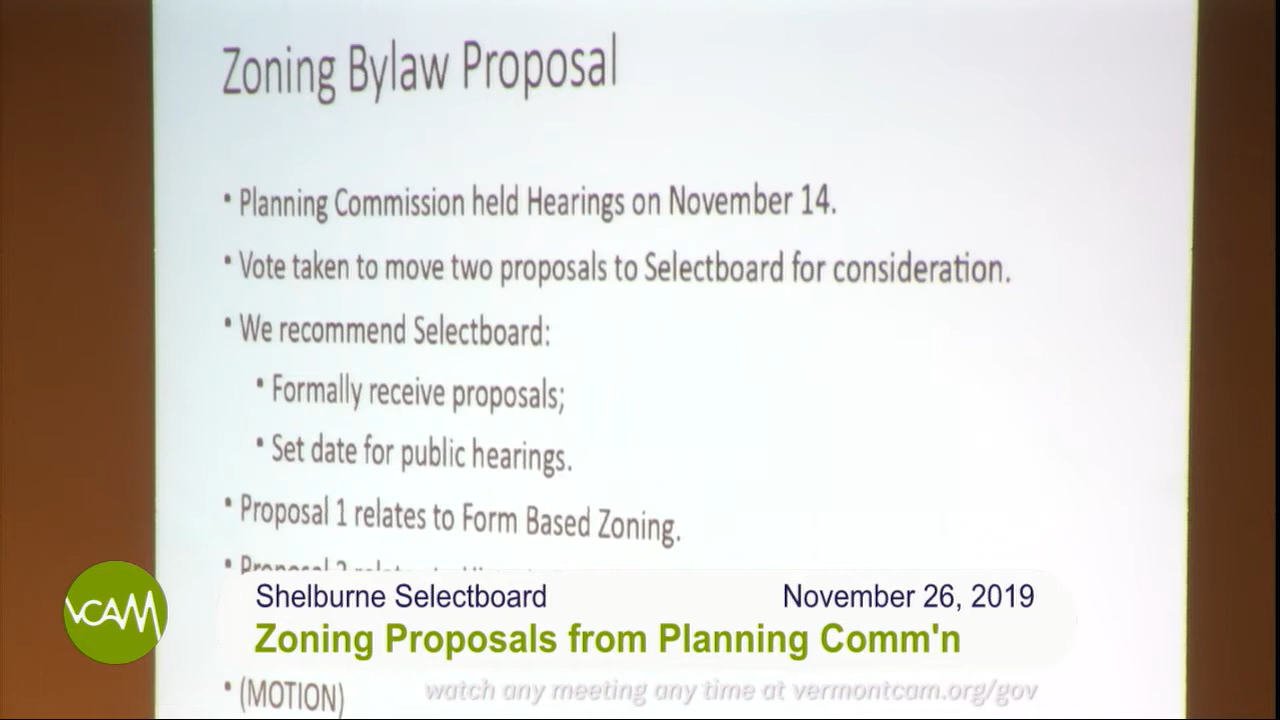 Zoning Bylaw Proposal
• Planning Commission held Hearings on November 14.
• Vote taken to move two proposals to Selectboard for consideration.
• We recommend Selectboard:
• Formally receive proposals;
• Set date for public hearings.
• Proposal 1 relates to Form Based Zoning.
• Proposal 2
VCAM
Shelburne Selectboard November 26, 2019
Zoning Proposals from Planning Comm'n
• (MOTION)
watch any meeting any time at vermontcam.org/gov